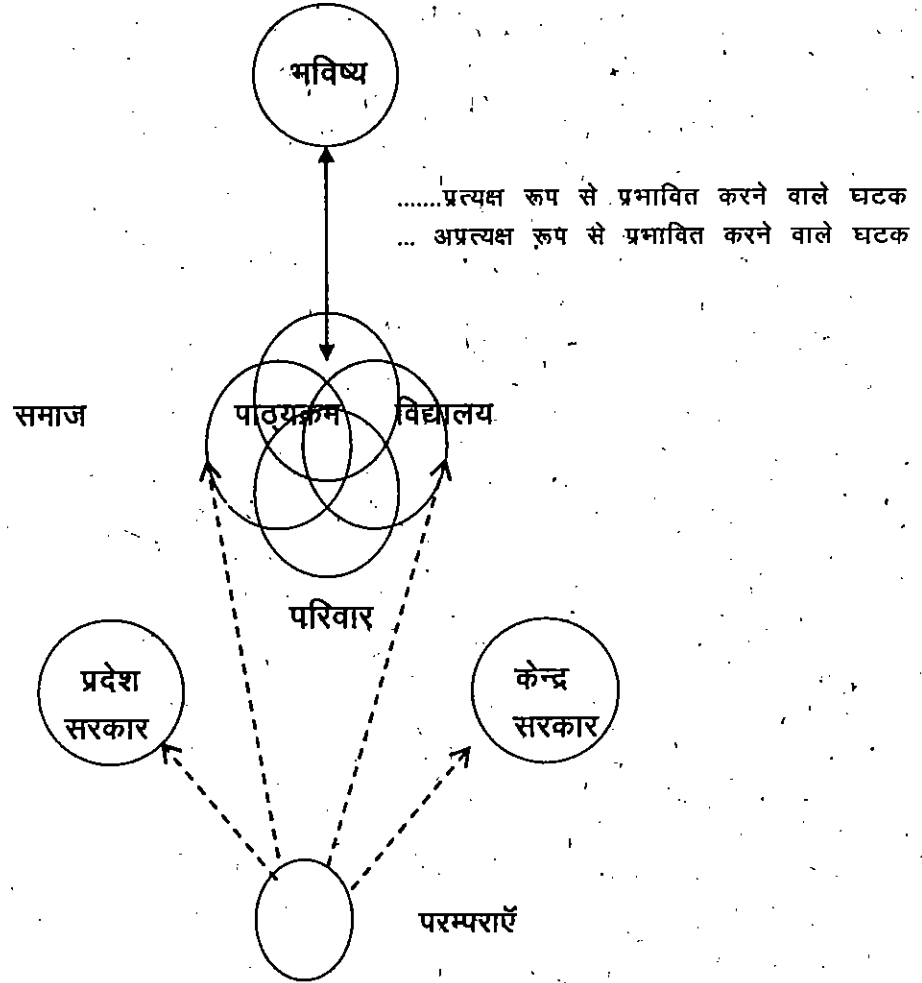 भविष्य
.......प्रत्यक्ष रूप से प्रभावित करने वाले घटक
... अप्रत्यक्ष रूप से प्रभावित करने वाले घटक
समाज पाठ्यक्रम विद्यालय
परिवार
प्रदेश
सरकार
केन्द्र
सरकार
परम्पराऍ